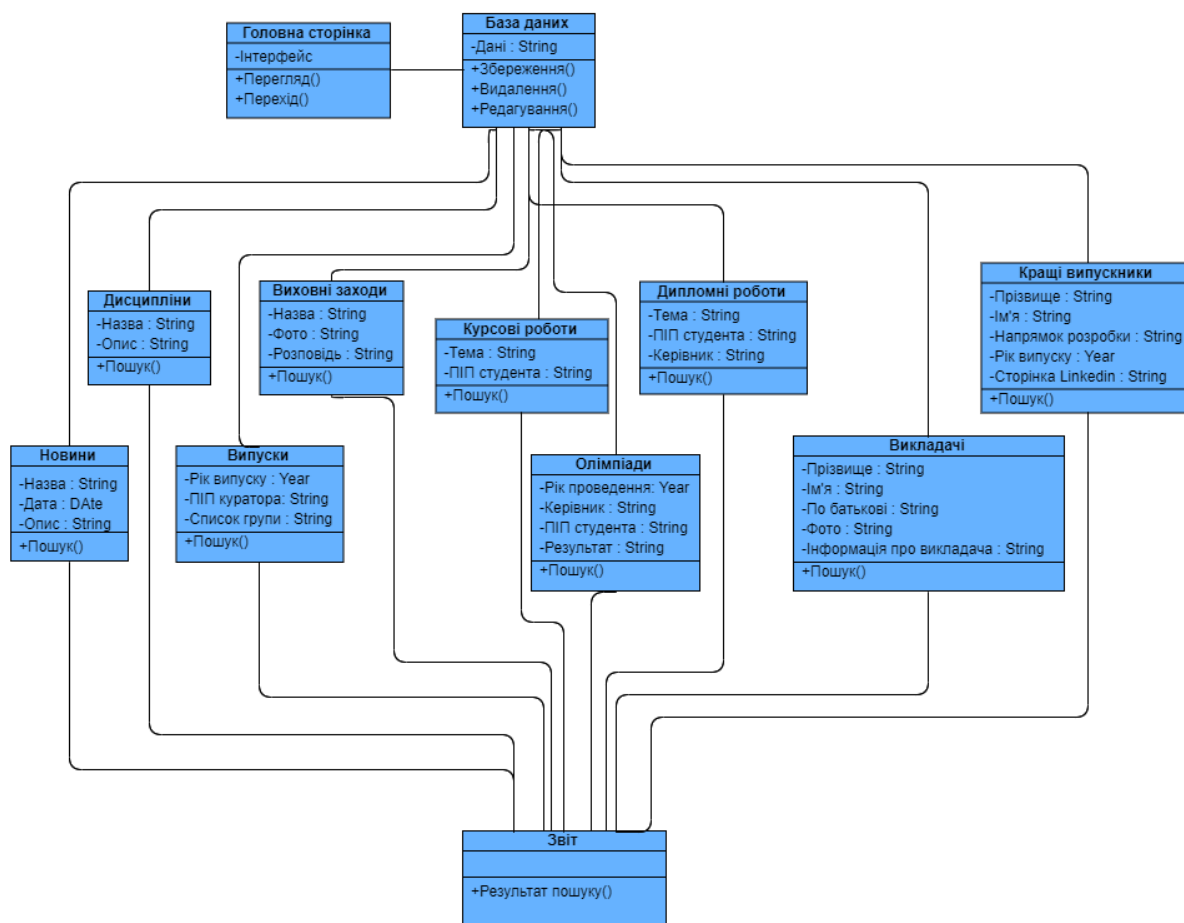 Головна сторінка
-Інтерфейс
+Перегляд()
+Перехід()
База даних
-Дані : String
+Збереження()
+Видалення()
+Редагування()
Дисципліни
-Назва : String
-Опис : String
+Пошук()
Виховні заходи
-Назва : String
-Фото : String
-Розповідь : String
+Пошук()
Курсові роботи
-Тема : String
-ПІП студента : String
+Пошук()
Дипломні роботи
-Тема : String
-ПІП студента : String
-Керівник : String
+Пошук()
Кращі випускники
-Прізвище : String
-Ім'я : String
-Напрямок розробки : String
-Рік випуску : Year
-Сторінка Linkedin : String
+Пошук()
Новини
-Назва : String
-Дата : DAte
-Опис : String
+Пошук()
Випуски
-Рік випуску : Year
-ПІП куратора: String
-Список групи : String
+Пошук()
Олімпіади
-Рік проведення: Year
-Керівник : String
-ПІП студента : String
-Результат : String
+Пошук()
Викладачі
-Прізвище : String
-Ім'я : String
-По батькові : String
-Фото : String
-Інформація про викладача : String
+Пошук()
Звіт
+Результат пошуку()